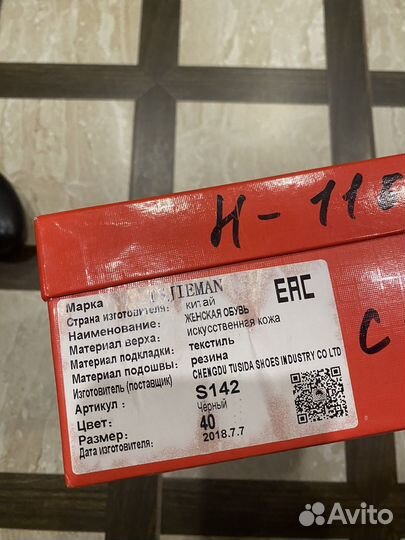 Н-11
С
Марка JIEMAN
Страна изготовителя: китай
Наименование: ЖЕНСКАЯ ОБУВЬ
Материал верха: искусственная кожа
Материал подкладки: текстиль
Материал подошвы: резина
Изготовитель (поставщик) CHENGDU TUSIDA SHOES INDUSTRY CO LTD
Артикул : S142
Цвет: Чёрный
Размер: 40
Дата изготовителя: 2018.7.7
EAC
Avito